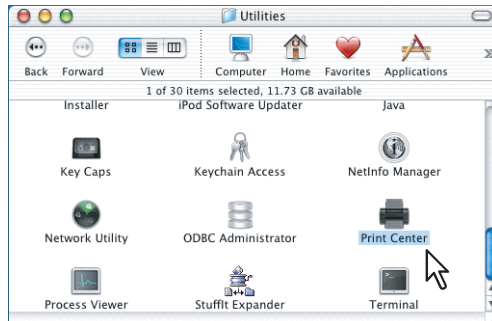 Utilities
Back Forward View Computer Home Favorites Applications
1 of 30 items selected, 11.73 GB available
Installer iPod Software Updater Java
Key Caps Keychain Access NetInfo Manager
Network Utility ODBC Administrator Print Center
Process Viewer StuffIt Expander Terminal